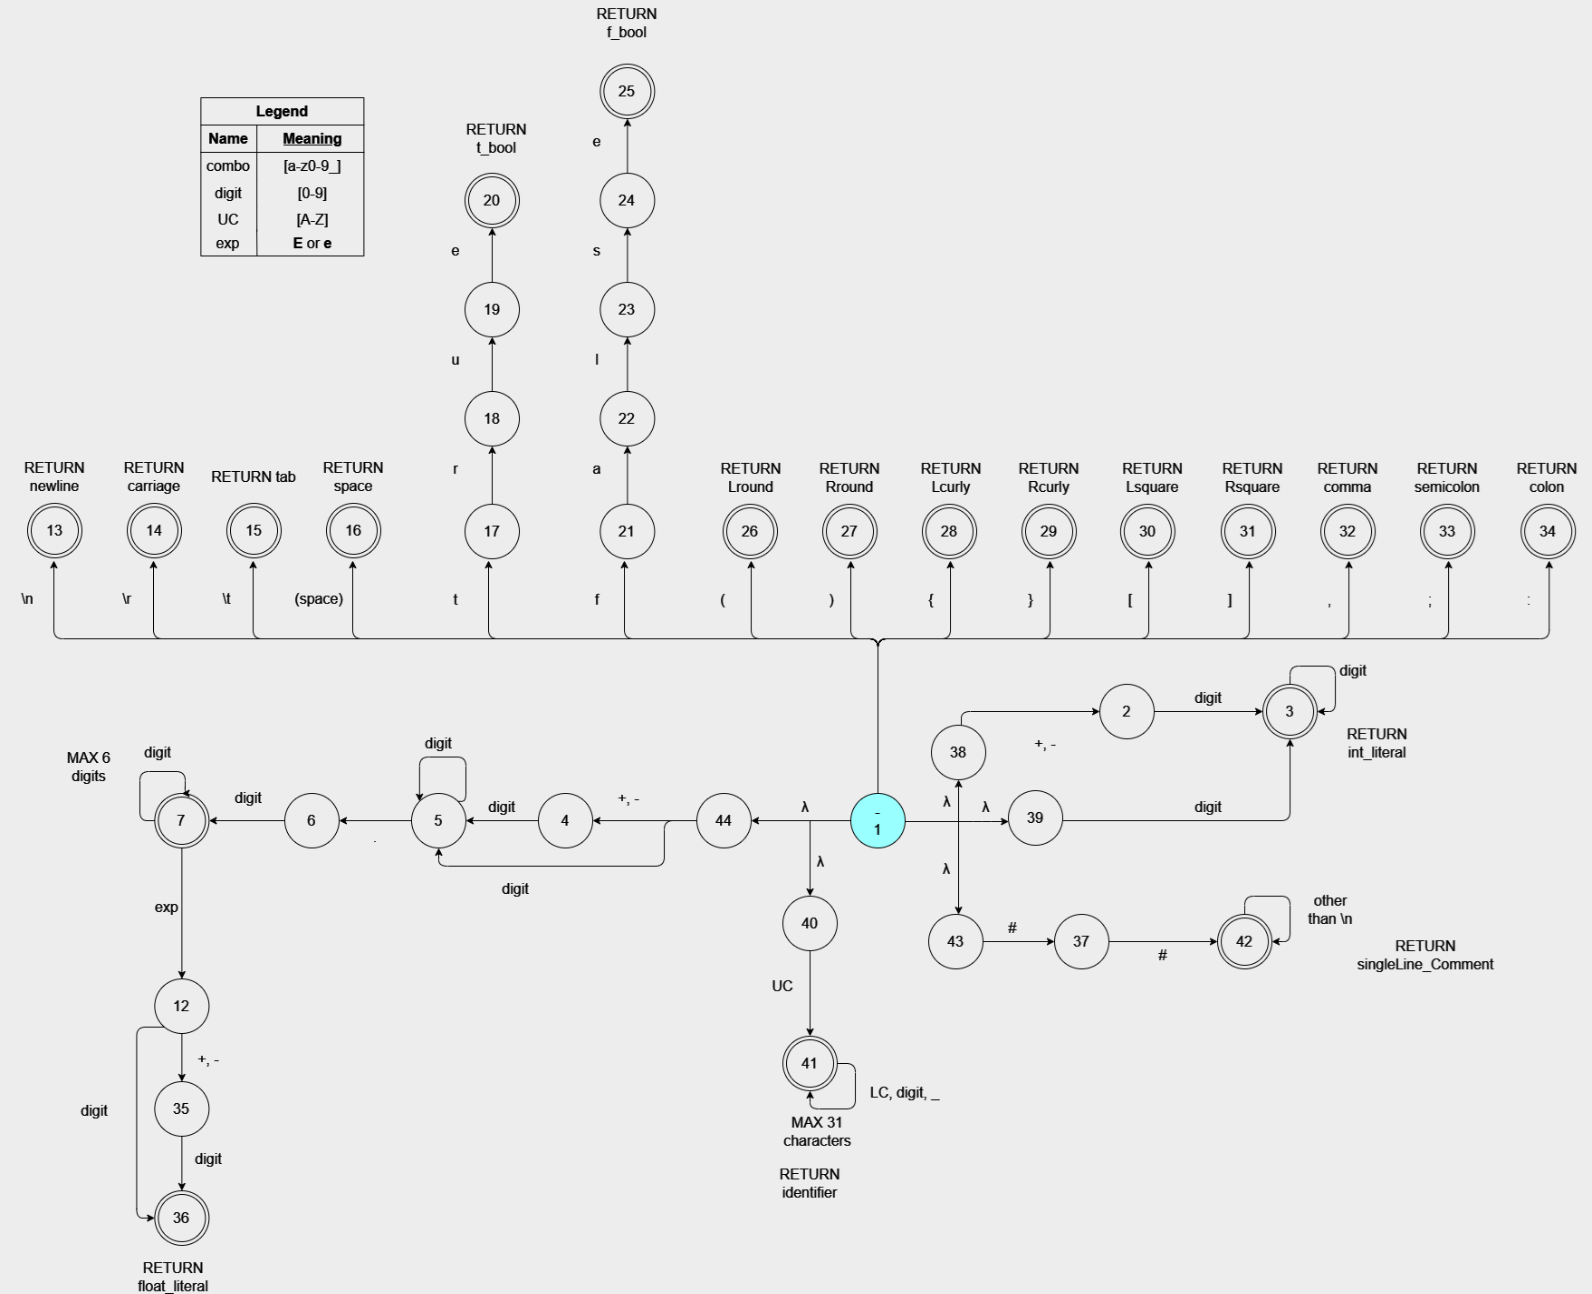 RETURN
f_bool
25
Legend
Name Meaning
combo [a-z0-9_]
digit [0-9]
UC [A-Z]
exp E or e
RETURN
t_bool
e
20
24
e
s
19
23
u
l
18
22
r
a
RETURN
newline
RETURN
carriage
RETURN tab
RETURN
space
RETURN
Lround
RETURN
Rround
RETURN
Lcurly
RETURN
Rcurly
RETURN
Lsquare
RETURN
Rsquare
RETURN
comma
RETURN
semicolon
RETURN
colon
13 14 15 16 17 21 26 27 28 29 30 31 32 33 34
\n \r \t (space) t f ( ) { } [ ] , ; :
digit
digit
2
3
RETURN
int_literal
38
+, -
MAX 6
digits
digit
digit
digit
digit
+, -
λ
λ
λ
digit
7
6
5
4
44
-
1
39
.
digit
λ
λ
exp
40
43
#
37
#
42
other
than \n
RETURN
singleLine_Comment
UC
12
+, -
41
LC, digit, _
digit
35
MAX 31
characters
digit
RETURN
identifier
36
RETURN
float_literal